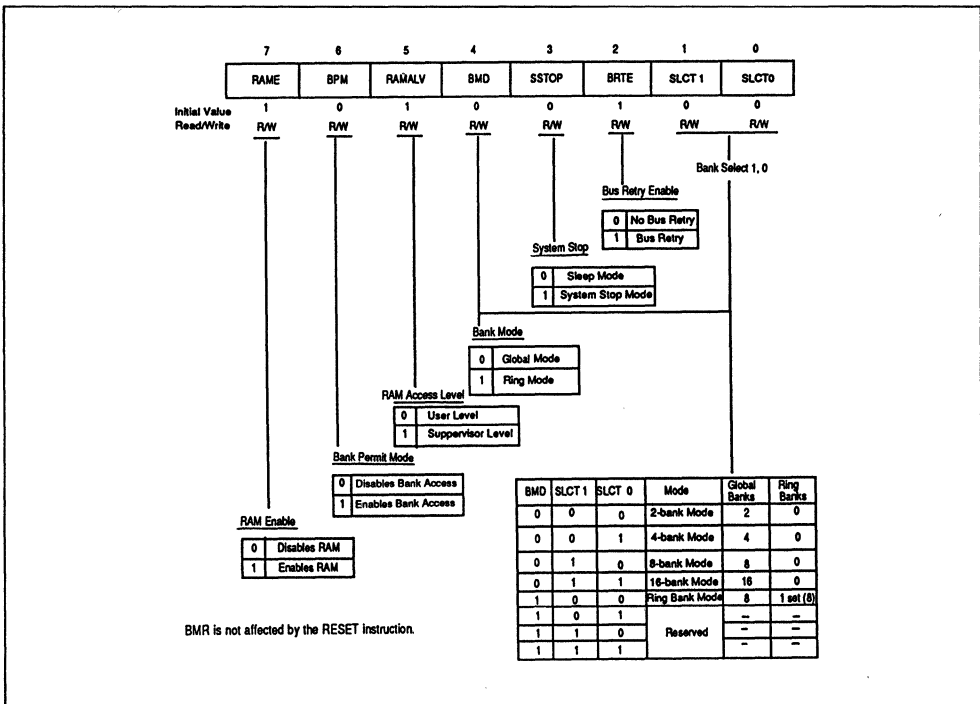 7 6 5 4 3 2 1 0
RAME BPM RAMALV BMD SSTOP BRTE SLCT 1 SLCT0
Initial Value 1 0 1 0 0 1 0 0
Read/Write R/W R/W R/W R/W R/W R/W R/W R/W
Bank Select 1, 0
Bus Retry Enable
0 No Bus Retry
1 Bus Retry
System Stop
0 Sleep Mode
1 System Stop Mode
Bank Mode
0 Global Mode
1 Ring Mode
RAM Access Level
0 User Level
1 Suppervisor Level
Bank Permit Mode
0 Disables Bank Access
1 Enables Bank Access
RAM Enable
0 Disables RAM
1 Enables RAM
BMD SLCT 1 SLCT 0 Mode Global Banks Ring Banks
0 0 0 2-bank Mode 2 0
0 0 1 4-bank Mode 4 0
0 1 0 8-bank Mode 8 0
0 1 1 16-bank Mode 16 0
1 0 0 Ring Bank Mode 8 1 set (8)
1 0 1 Reserved – –
1 1 0 – –
1 1 1 – –
BMR is not affected by the RESET instruction.